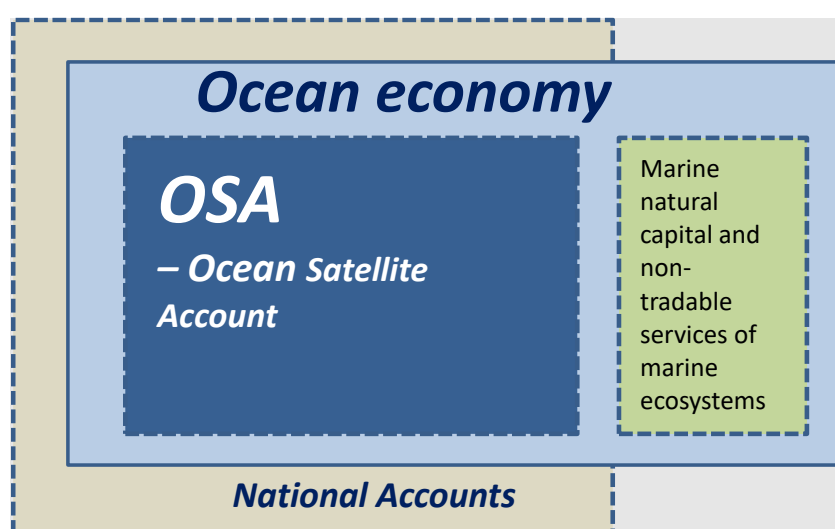 Ocean economy
OSA
– Ocean Satellite
Account
Marine
natural
capital and
non-
tradable
services of
marine
ecosystems
National Accounts